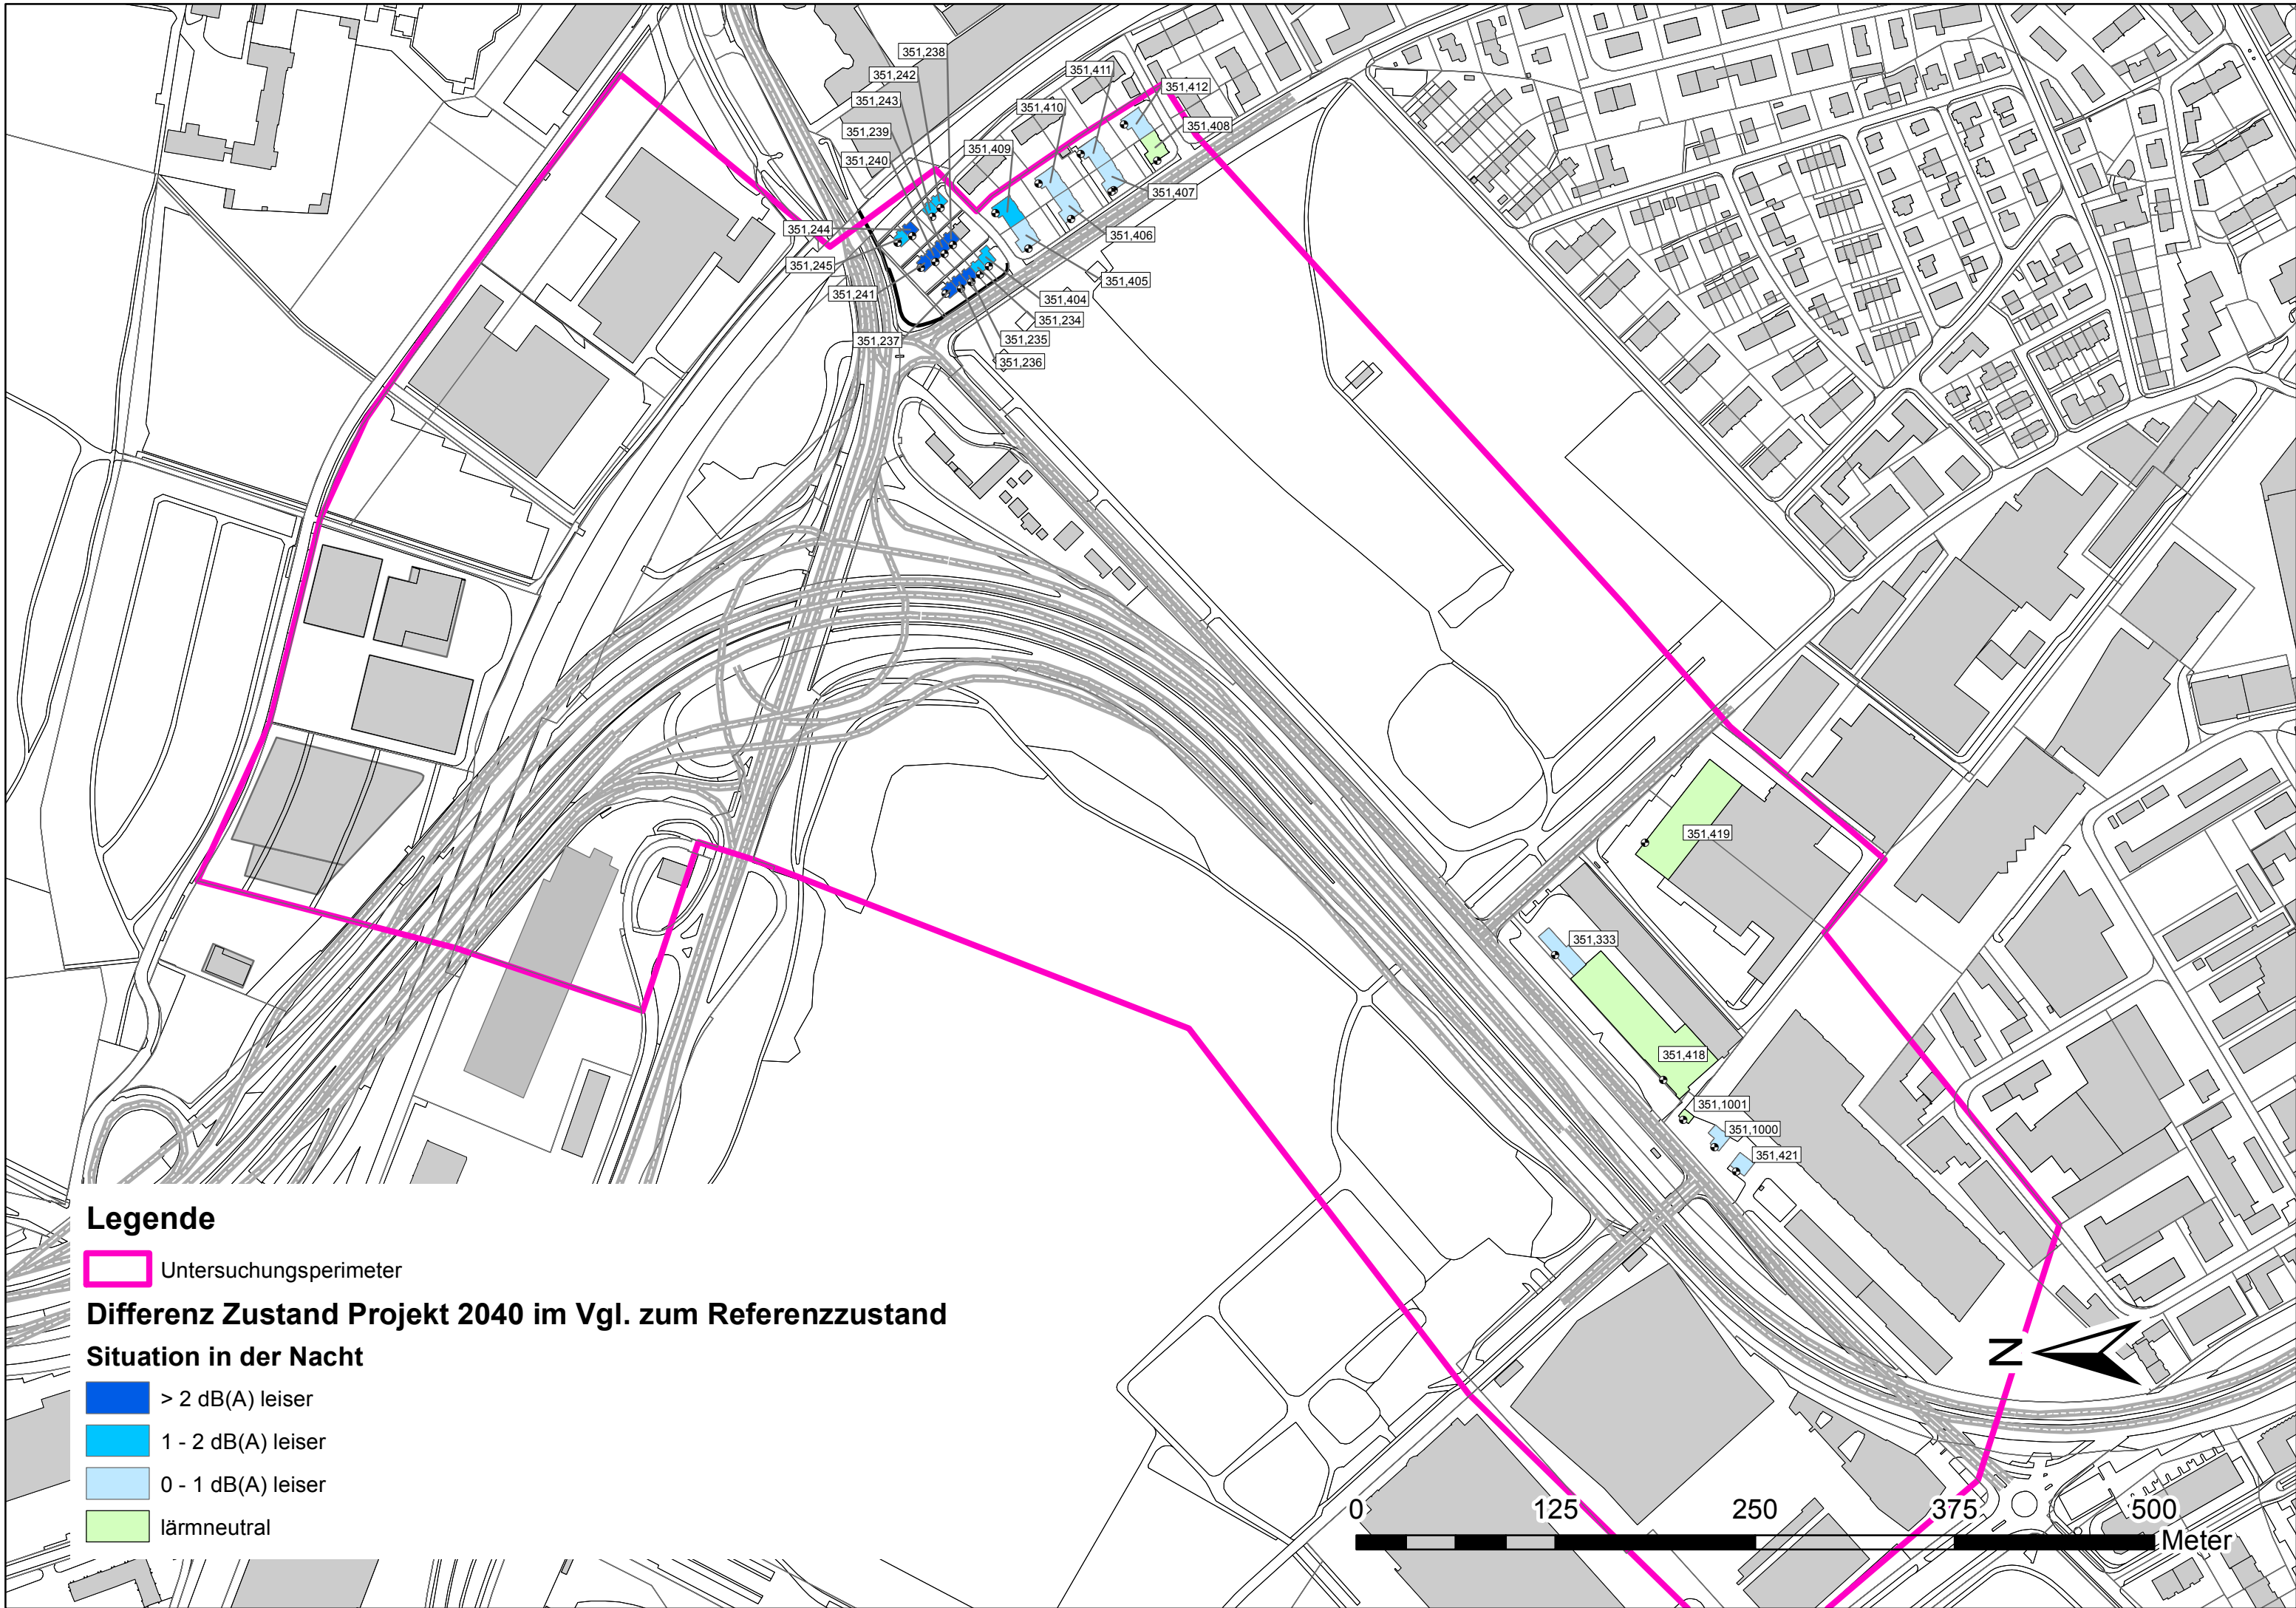 351,238
351,242
351,411
351,412
351,243
351,410
351,239
351,408
351,409
351,240
351,407
351,244
351,406
351,245
351,405
351,241
351,404
351,234
351,237
351,235
351,236
351,419
351,333
351,418
351,1001
351,1000
351,421
Legende
Untersuchungsperimeter
Differenz Zustand Projekt 2040 im Vgl. zum Referenzzustand
Situation in der Nacht
> 2 dB(A) leiser
1 - 2 dB(A) leiser
0 - 1 dB(A) leiser
lärmneutral
N
0 125 250 375 500
Meter